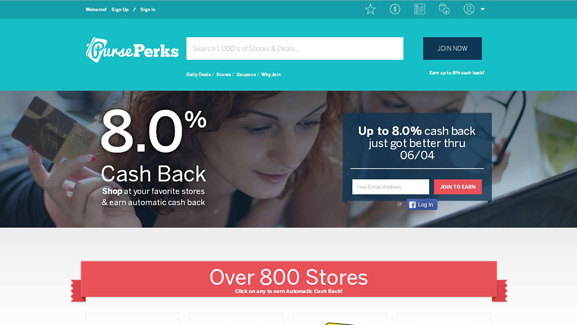 Welcome! Sign Up / Sign In
PursePerks
Search 1,000's of Stores & Deals...
JOIN NOW
Daily Deals / Stores / Coupons / Why Join
Earn up to 8% cash back!
8.0%
Cash Back
Shop at your favorite stores
& earn automatic cash back
Up to 8.0% cash back
just got better thru
06/04
Your Email Address
JOIN TO EARN
or
f Log In
Over 800 Stores
Click on any to earn Automatic Cash Back!